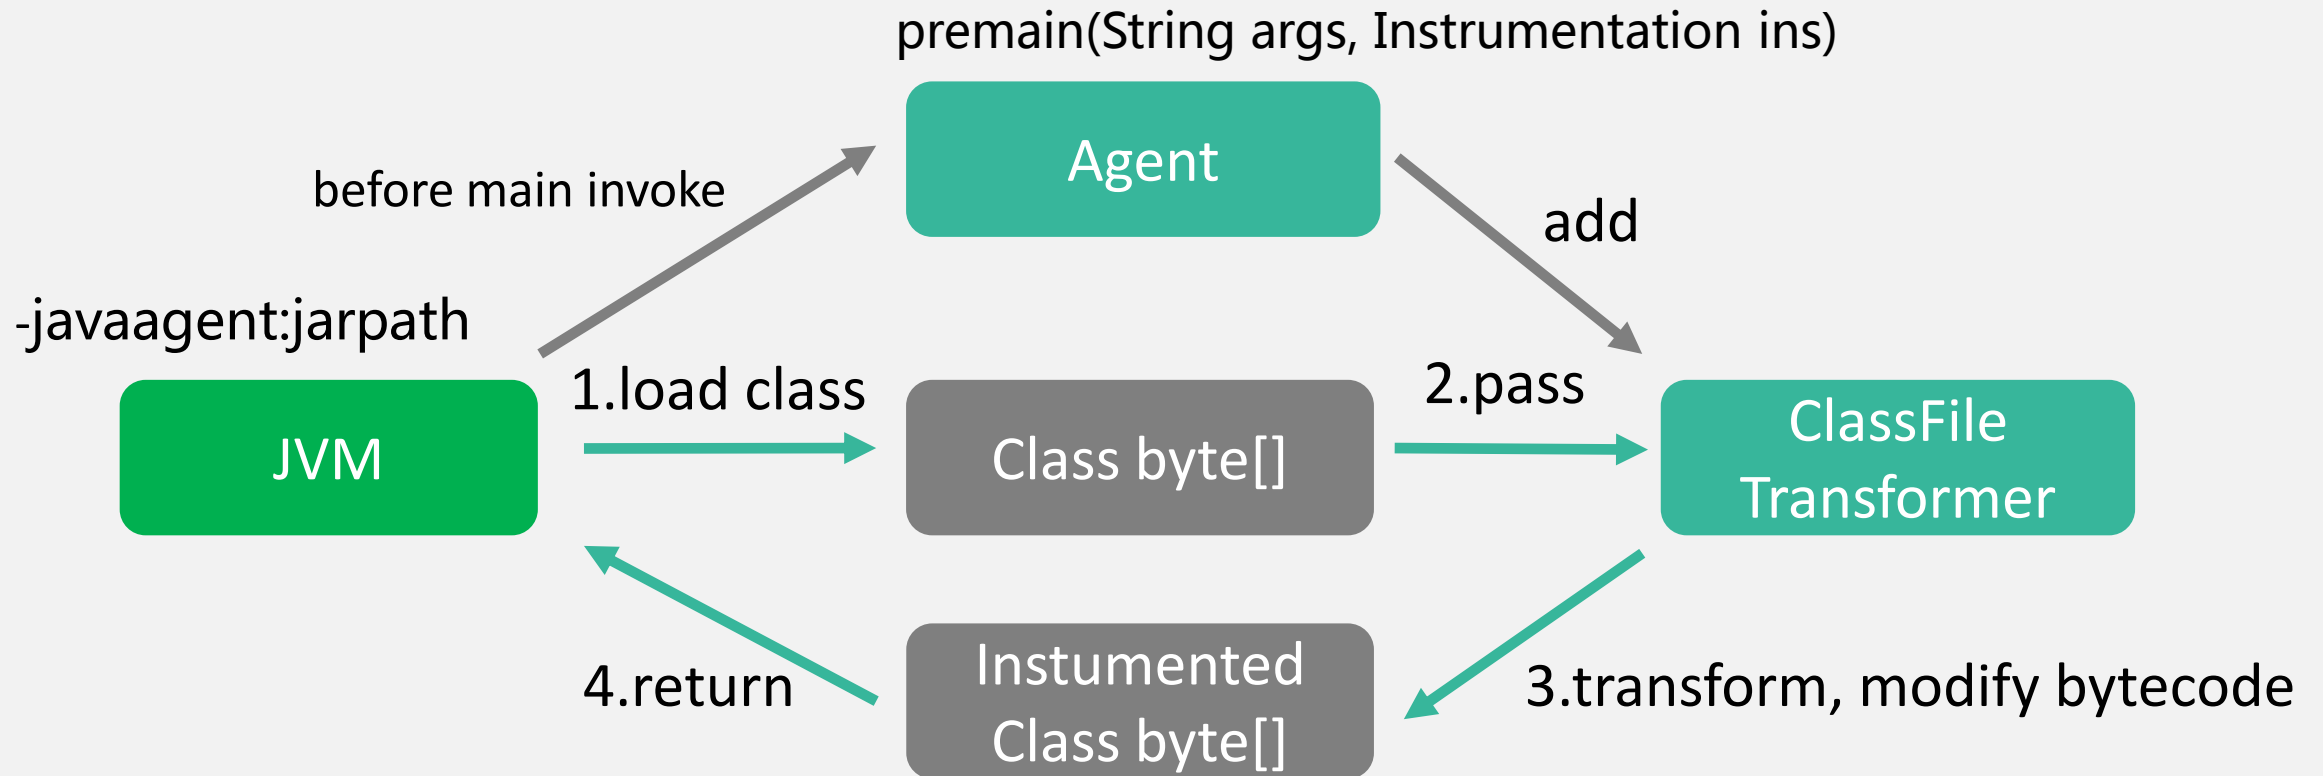 premain(String args, Instrumentation ins)
Agent
before main invoke
add
-javaagent:jarpath
1.load class
2.pass
JVM
Class byte[]
ClassFile
Transformer
4.return
Instumented
Class byte[]
3.transform, modify bytecode